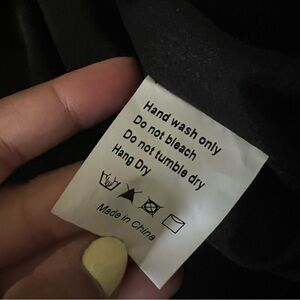 Hand wash only
Do not bleach
Do not tumble dry
Hang Dry
Made in China